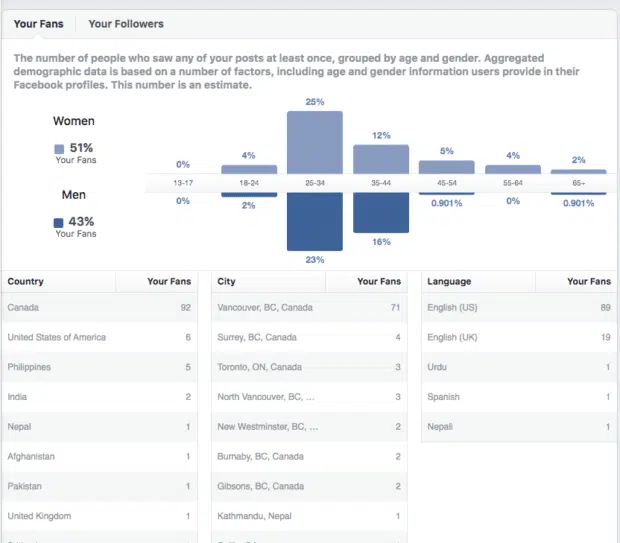 Your Fans Your Followers
The number of people who saw any of your posts at least once, grouped by age and gender. Aggregated
demographic data is based on a number of factors, including age and gender information users provide in their
Facebook profiles. This number is an estimate.
Women
51%
Your Fans
Men
43%
Your Fans
0% 4% 25% 12% 5% 4% 2%
13-17 18-24 25-34 35-44 45-54 55-64 65+
0% 2% 23% 16% 0.901% 0% 0.901%
Country Your Fans City Your Fans Language Your Fans
Canada 92 Vancouver, BC, Canada 71 English (US) 89
United States of America 6 Surrey, BC, Canada 4 English (UK) 19
Philippines 5 Toronto, ON, Canada 3 Urdu 1
India 2 North Vancouver, BC, ... 3 Spanish 1
Nepal 1 New Westminster, BC, ... 2 Nepali 1
Afghanistan 1 Burnaby, BC, Canada 2
Pakistan 1 Gibsons, BC, Canada 2
United Kingdom 1 Kathmandu, Nepal 1